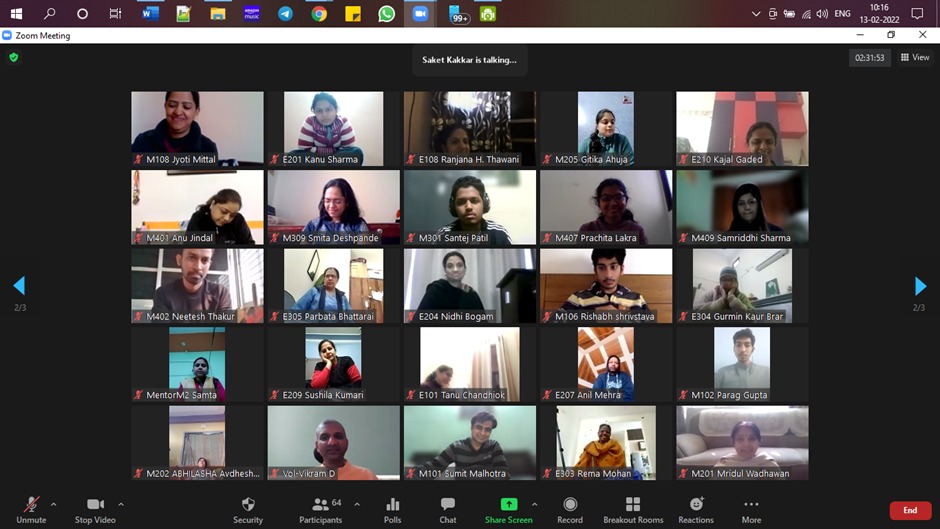 amazon
music
99+
ENG
10:16
13-02-2022
Zoom Meeting
Saket Kakkar is talking...
02:31:53
View
M108 Jyoti Mittal
E201 Kanu Sharma
E108 Ranjana H. Thawani
M205 Gitika Ahuja
E210 Kajal Gaded
M401 Anu Jindal
M309 Smita Deshpande
M301 Santej Patil
M407 Prachita Lakra
M409 Samriddhi Sharma
2/3
M402 Neetesh Thakur
E305 Parbata Bhattarai
E204 Nidhi Bogam
M106 Rishabh shrivstava
E304 Gurmin Kaur Brar
2/3
MentorM2 Samta
E209 Sushila Kumari
E101 Tanu Chandhiok
E207 Anil Mehra
M102 Parag Gupta
M202 ABHILASHA Avdhesh...
Vol-Vikram D
M101 Sumit Malhotra
E303 Rema Mohan
M201 Mridul Wadhawan
64
Unmute
Stop Video
Security
Participants
Polls
Chat
Share Screen
Record
Breakout Rooms
Reactions
More
End